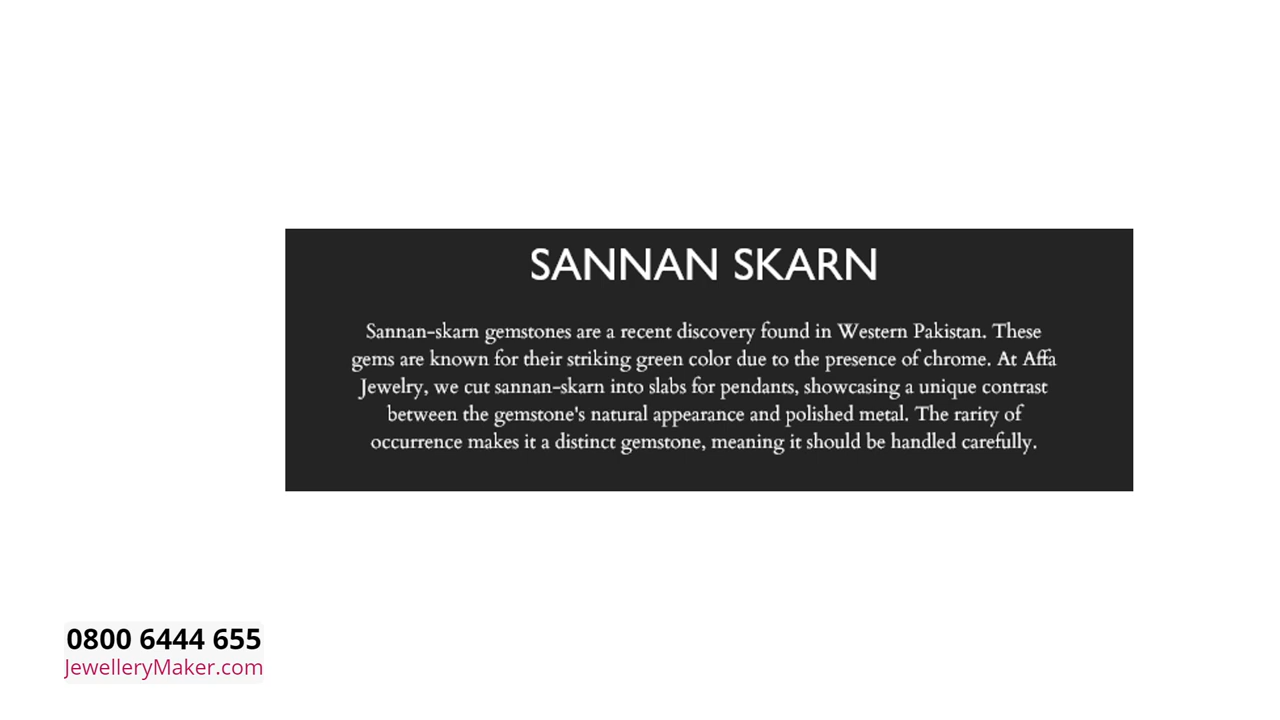 SANNAN SKARN
Sannan-skarn gemstones are a recent discovery found in Western Pakistan. These
gems are known for their striking green color due to the presence of chrome. At Affa
Jewelry, we cut sannan-skarn into slabs for pendants, showcasing a unique contrast
between the gemstone's natural appearance and polished metal. The rarity of
occurrence makes it a distinct gemstone, meaning it should be handled carefully.
0800 6444 655
JewelleryMaker.com